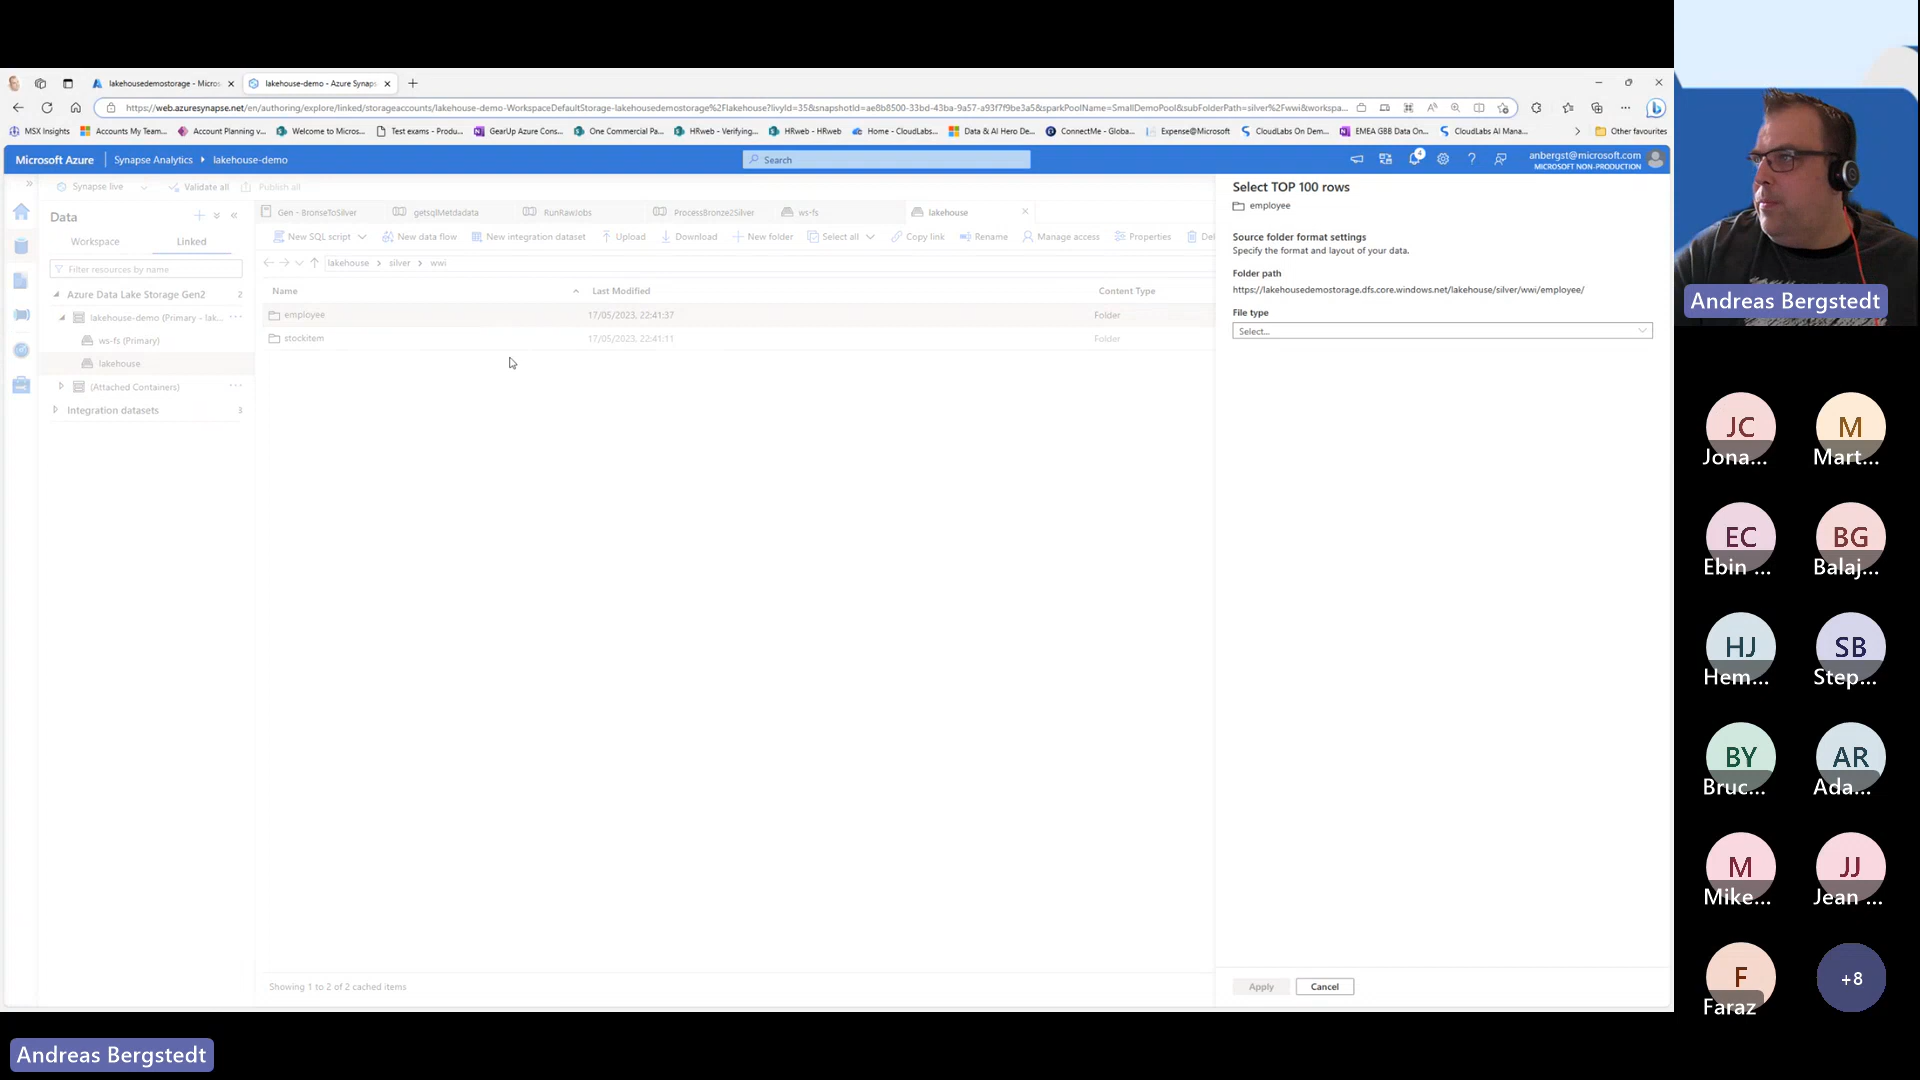 lakehousedemostorage - Micros
lakehouse-demo - Azure Synaps
https://web.azuresynapse.net/en/authoring/explore/linked/storageaccounts/lakehouse-demo-WorkspaceDefaultStorage-lakehousedemostorage%2Flakehouse?livyId=35&snapshotId=ae8b8500-33bd-43ba-9a57-a93f7f9be3a5&sparkPoolName=SmallDemoPool&subFolderPath=silver%2Fwwi&workspa...
MSX Insights
Accounts My Team...
Account Planning v...
Welcome to Micros...
Test exams - Produ...
GearUp Azure Cons...
One Commercial Pa...
HRweb - Verifying...
HRweb - HRweb
Home - CloudLabs...
Data & AI Hero De...
ConnectMe - Globa...
Expense@Microsoft
CloudLabs On Dem...
EMEA GBB Data On...
CloudLabs AI Mana...
Other favourites
Microsoft Azure
Synapse Analytics
lakehouse-demo
Search
4
anbergst@microsoft.com
MICROSOFT NON-PRODUCTION
Synapse live
Validate all
Publish all
Data
Workspace
Linked
Filter resources by name
Azure Data Lake Storage Gen2 2
lakehouse-demo (Primary - lak...
ws-fs (Primary)
lakehouse
(Attached Containers)
Integration datasets 3
Gen - BronseToSilver
getsqlMetdadata
RunRawJobs
ProcessBronze2Silver
ws-fs
lakehouse
New SQL script
New data flow
New integration dataset
Upload
Download
New folder
Select all
Copy link
Rename
Manage access
Properties
Del
lakehouse
silver
wwi
Name
Last Modified
Content Type
employee
17/05/2023, 22:41:37
Folder
stockitem
17/05/2023, 22:41:11
Folder
Showing 1 to 2 of 2 cached items
Select TOP 100 rows
employee
Source folder format settings
Specify the format and layout of your data.
Folder path
https://lakehousedemostorage.dfs.core.windows.net/lakehouse/silver/wwi/employee/
File type
Select...
Apply
Cancel
Andreas Bergstedt
JC
Jona...
M
Mart...
EC
Ebin ...
BG
Balaj...
HJ
Hem...
SB
Step...
BY
Bruc...
AR
Ada...
M
Mike...
JJ
Jean ...
F
Faraz
+8
Andreas Bergstedt